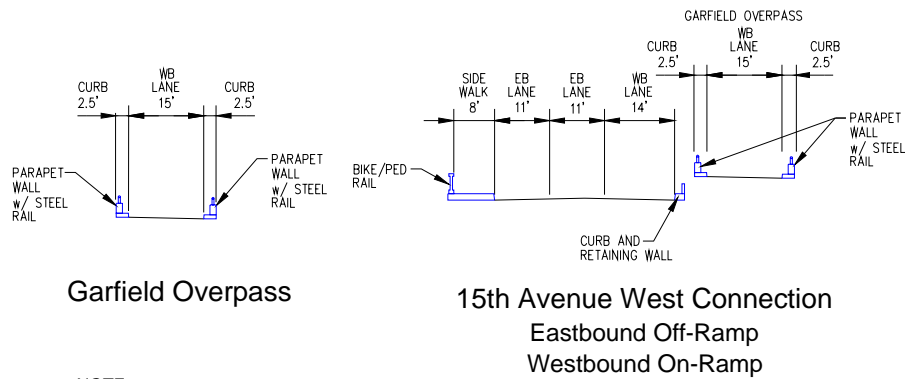 CURB
2.5'
WB
LANE
15'
CURB
2.5'
PARAPET
WALL
w/ STEEL
RAIL
PARAPET
WALL
w/ STEEL
RAIL
Garfield Overpass
GARFIELD OVERPASS
CURB
2.5'
WB
LANE
15'
CURB
2.5'
SIDE
WALK
8'
EB
LANE
11'
EB
LANE
11'
WB
LANE
14'
PARAPET
WALL
w/ STEEL
RAIL
BIKE/PED
RAIL
CURB AND
RETAINING WALL
15th Avenue West Connection
Eastbound Off-Ramp
Westbound On-Ramp